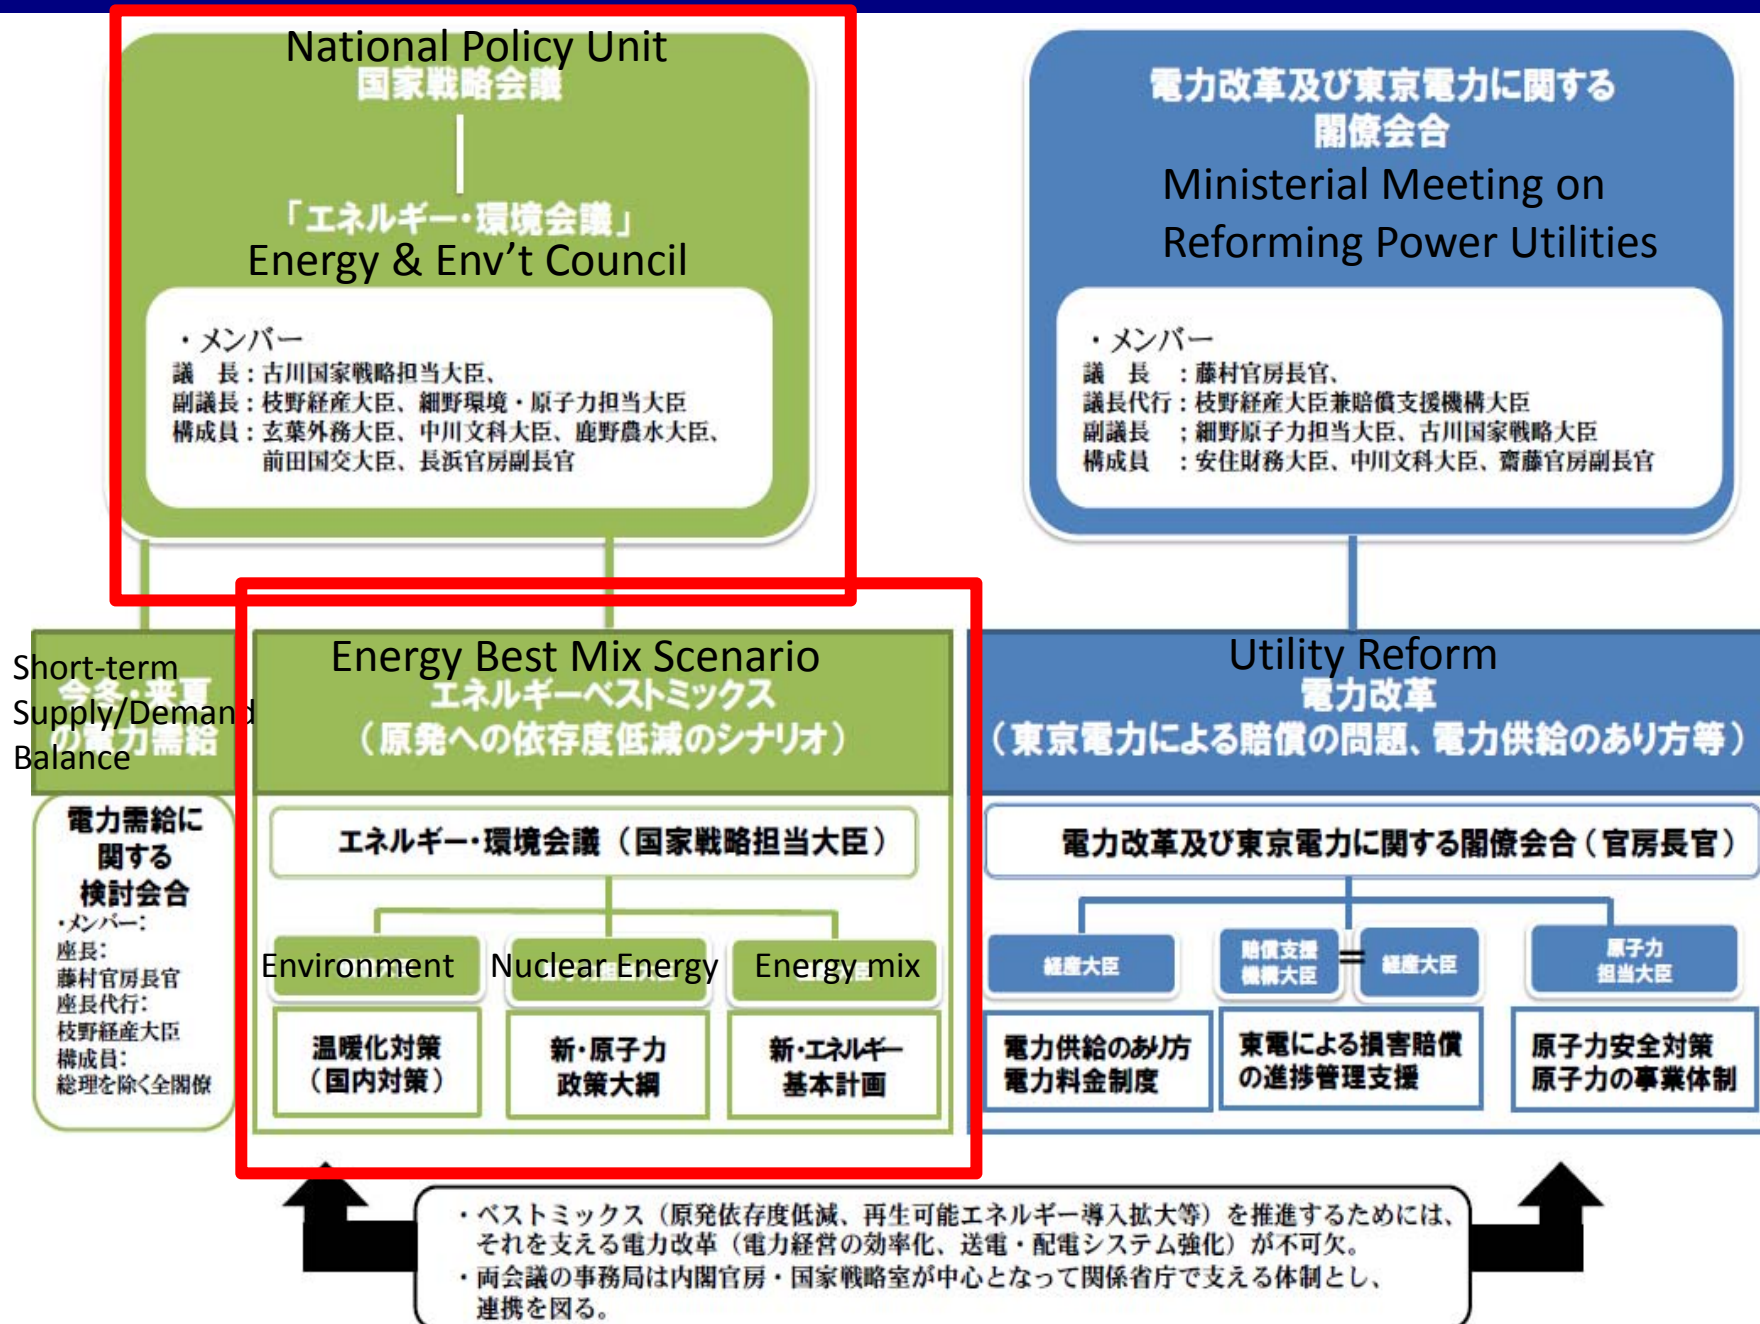 National Policy Unit
国家戦略会議
「エネルギー・環境会議」
Energy & Env’t Council
・メンバー
議　長：古川国家戦略担当大臣、
副議長：枝野経産大臣、細野環境・原子力担当大臣
構成員：玄葉外務大臣、中川文科大臣、鹿野農水大臣、
前田国交大臣、長浜官房副長官
電力改革及び東京電力に関する
閣僚会合
Ministerial Meeting on
Reforming Power Utilities
・メンバー
議　長　：藤村官房長官、
議長代行：枝野経産大臣兼賠償支援機構大臣
副議長　；細野原子力担当大臣、古川国家戦略大臣
構成員　：安住財務大臣、中川文科大臣、齋藤官房副長官
Short-term
Supply/Demand
Balance
今冬・来夏
の電力需給
電力需給に
関する
検討会合
・メンバー：
座長：
藤村官房長官
座長代行：
枝野経産大臣
構成員：
総理を除く全閣僚
Energy Best Mix Scenario
エネルギーベストミックス
（原発への依存度低減のシナリオ）
エネルギー・環境会議（国家戦略担当大臣）
Environment
Nuclear Energy
Energy mix
温暖化対策
（国内対策）
新・原子力
政策大綱
新・エネルギー
基本計画
Utility Reform
電力改革
（東京電力による賠償の問題、電力供給のあり方等）
電力改革及び東京電力に関する閣僚会合（官房長官）
経産大臣
賠償支援
機構大臣
=
経産大臣
原子力
担当大臣
電力供給のあり方
電力料金制度
東電による損害賠償
の進捗管理支援
原子力安全対策
原子力の事業体制
・ベストミックス（原発依存度低減、再生可能エネルギー導入拡大等）を推進するためには、
それを支える電力改革（電力経営の効率化、送電・配電システム強化）が不可欠。
・両会議の事務局は内閣官房・国家戦略室が中心となって関係省庁で支える体制とし、
連携を図る。